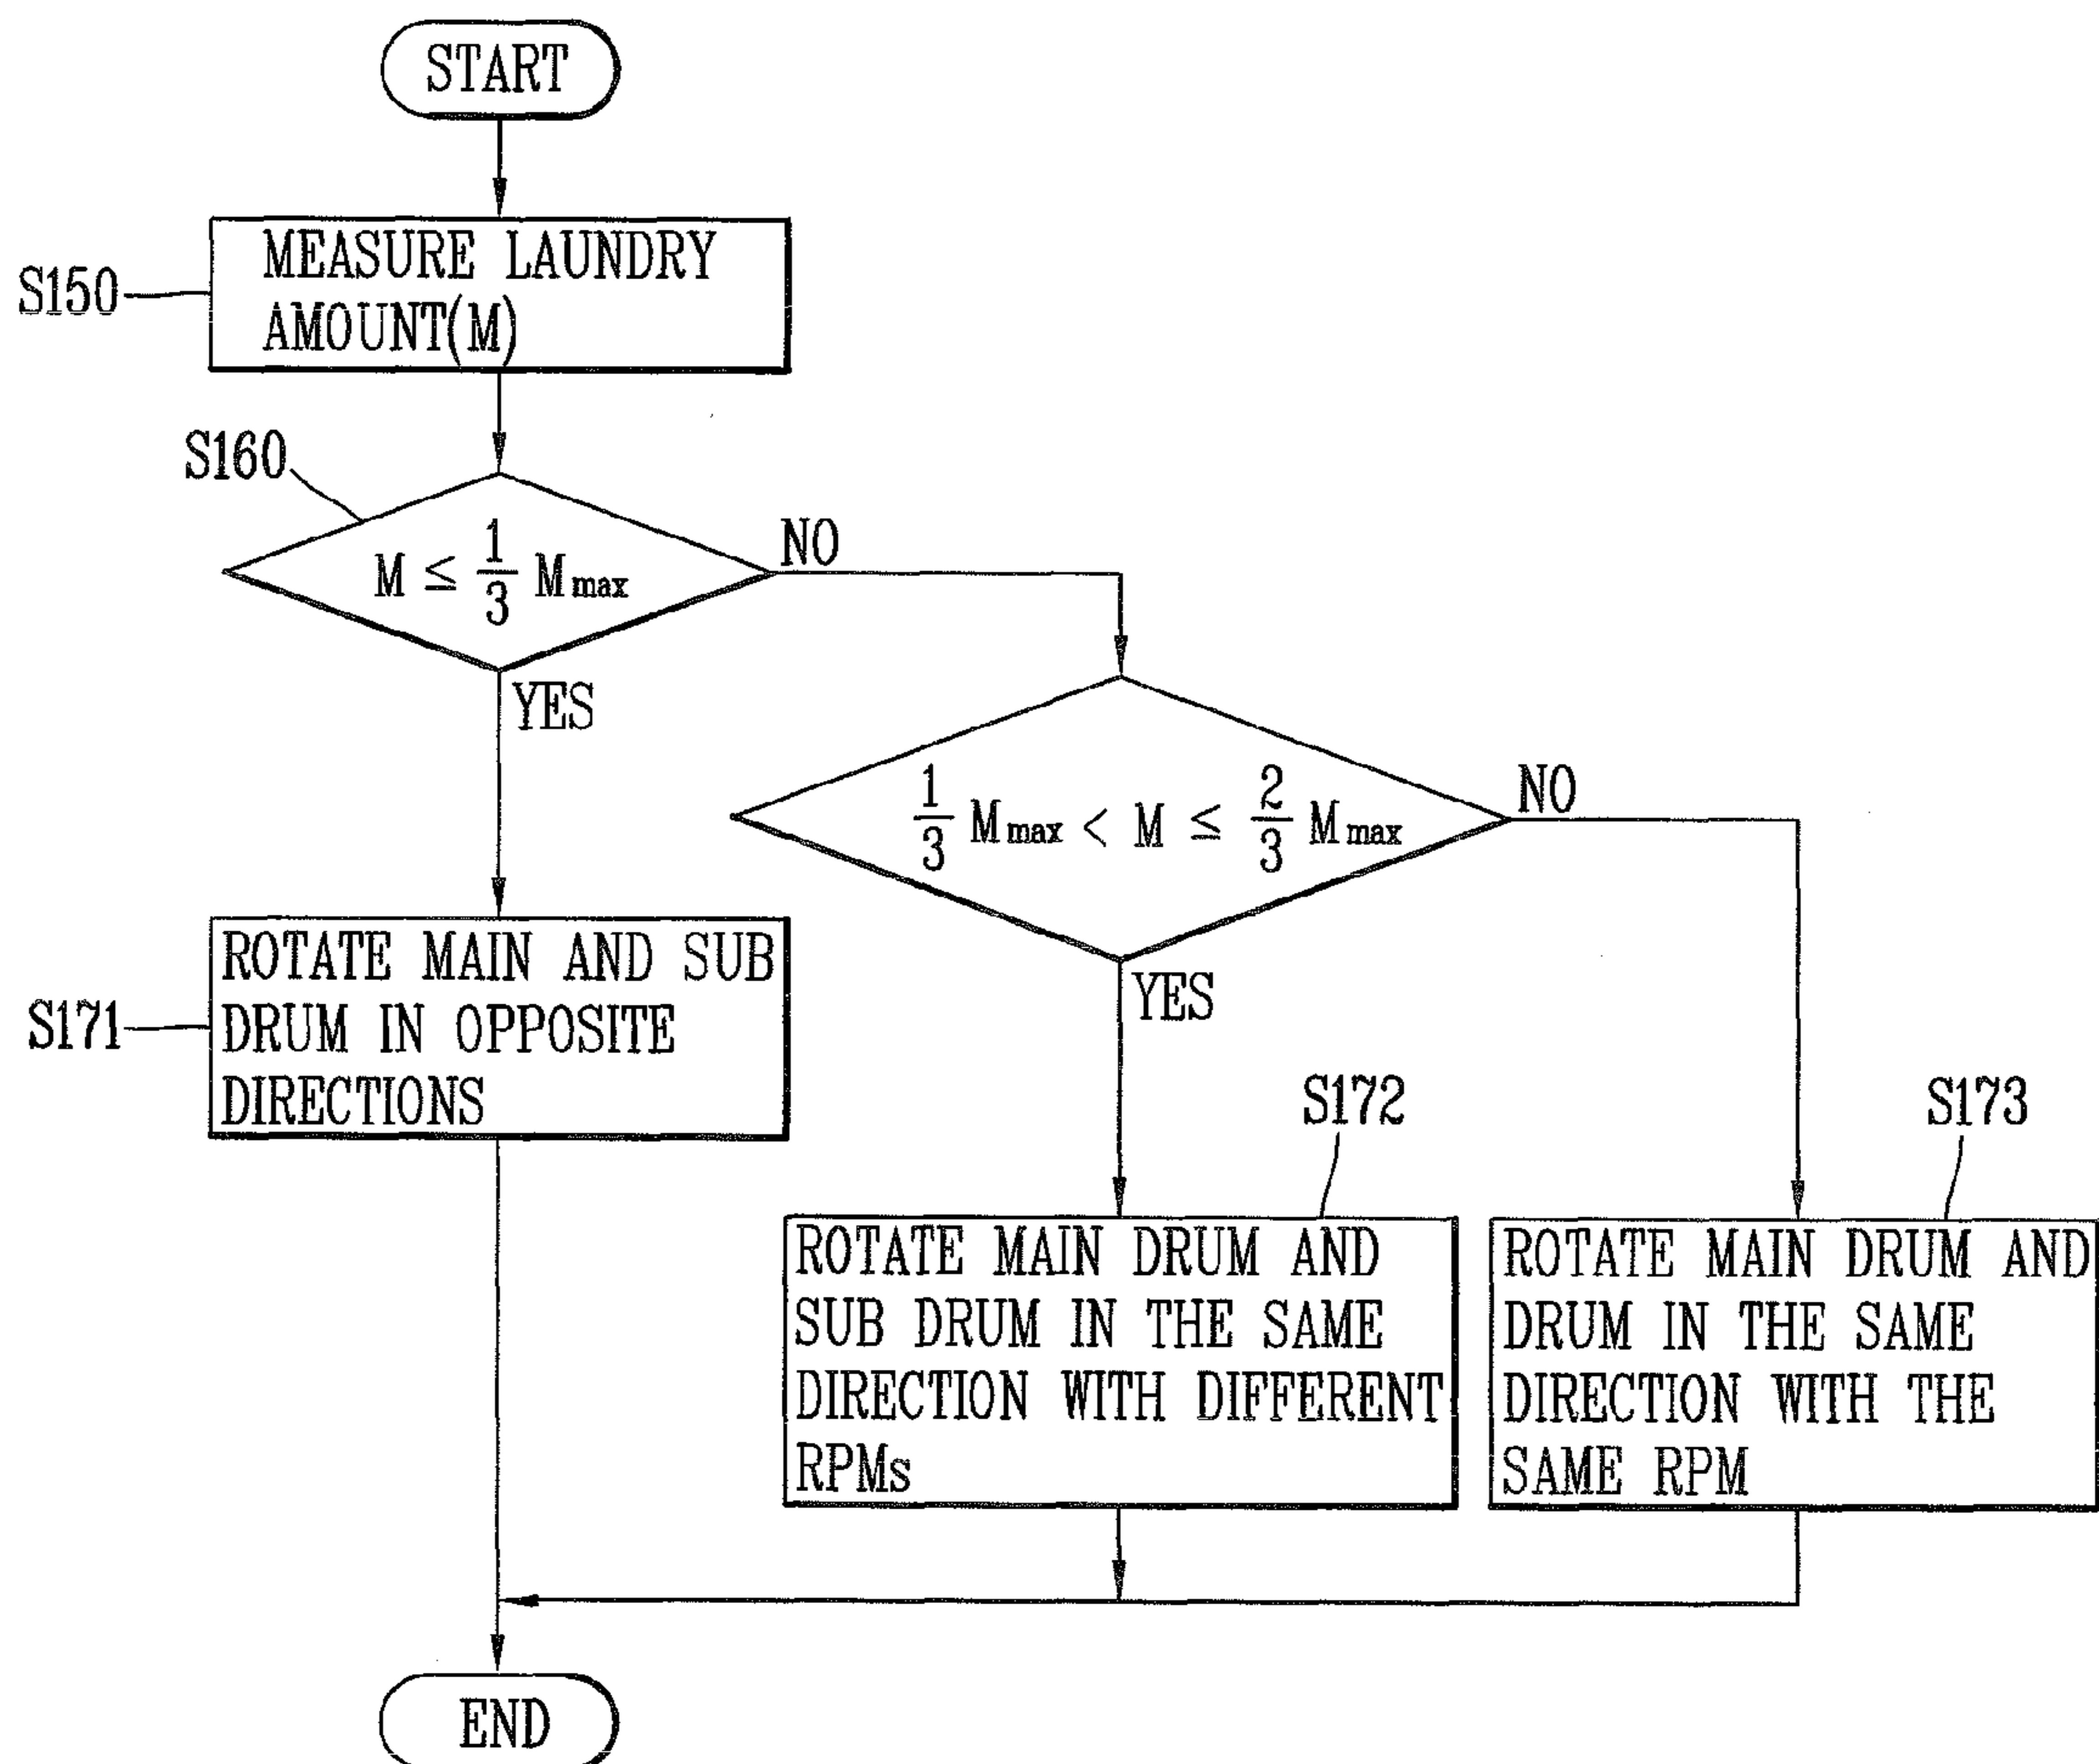 START
S150
MEASURE LAUNDRY
AMOUNT(M)
S160
M ≤ 1/3 Mmax
NO
YES
1/3 Mmax < M ≤ 2/3 Mmax
NO
YES
S171
ROTATE MAIN AND SUB
DRUM IN OPPOSITE
DIRECTIONS
S172
ROTATE MAIN DRUM AND
SUB DRUM IN THE SAME
DIRECTION WITH DIFFERENT
RPMs
S173
ROTATE MAIN DRUM AND
DRUM IN THE SAME
DIRECTION WITH THE
SAME RPM
END